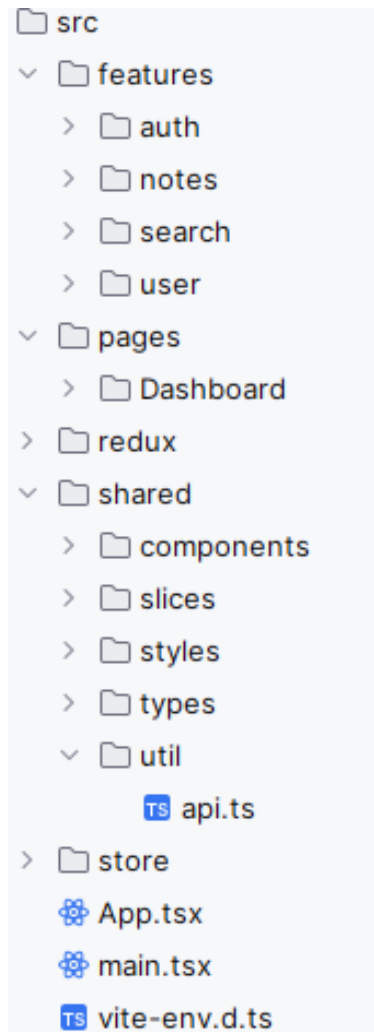 src
features
auth
notes
search
user
pages
Dashboard
redux
shared
components
slices
styles
types
util
TS api.ts
store
App.tsx
main.tsx
TS vite-env.d.ts